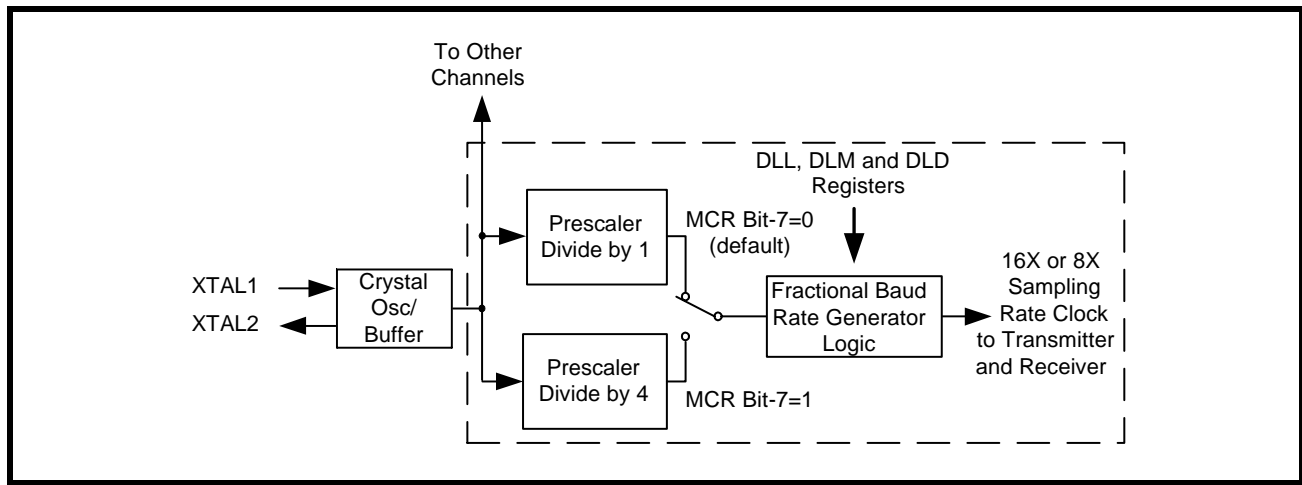 To Other
Channels
DLL, DLM and DLD
Registers
Prescaler
Divide by 1
MCR Bit-7=0
(default)
XTAL1
XTAL2
Crystal
Osc/
Buffer
Fractional Baud
Rate Generator
Logic
16X or 8X
Sampling
Rate Clock
to Transmitter
and Receiver
Prescaler
Divide by 4
MCR Bit-7=1